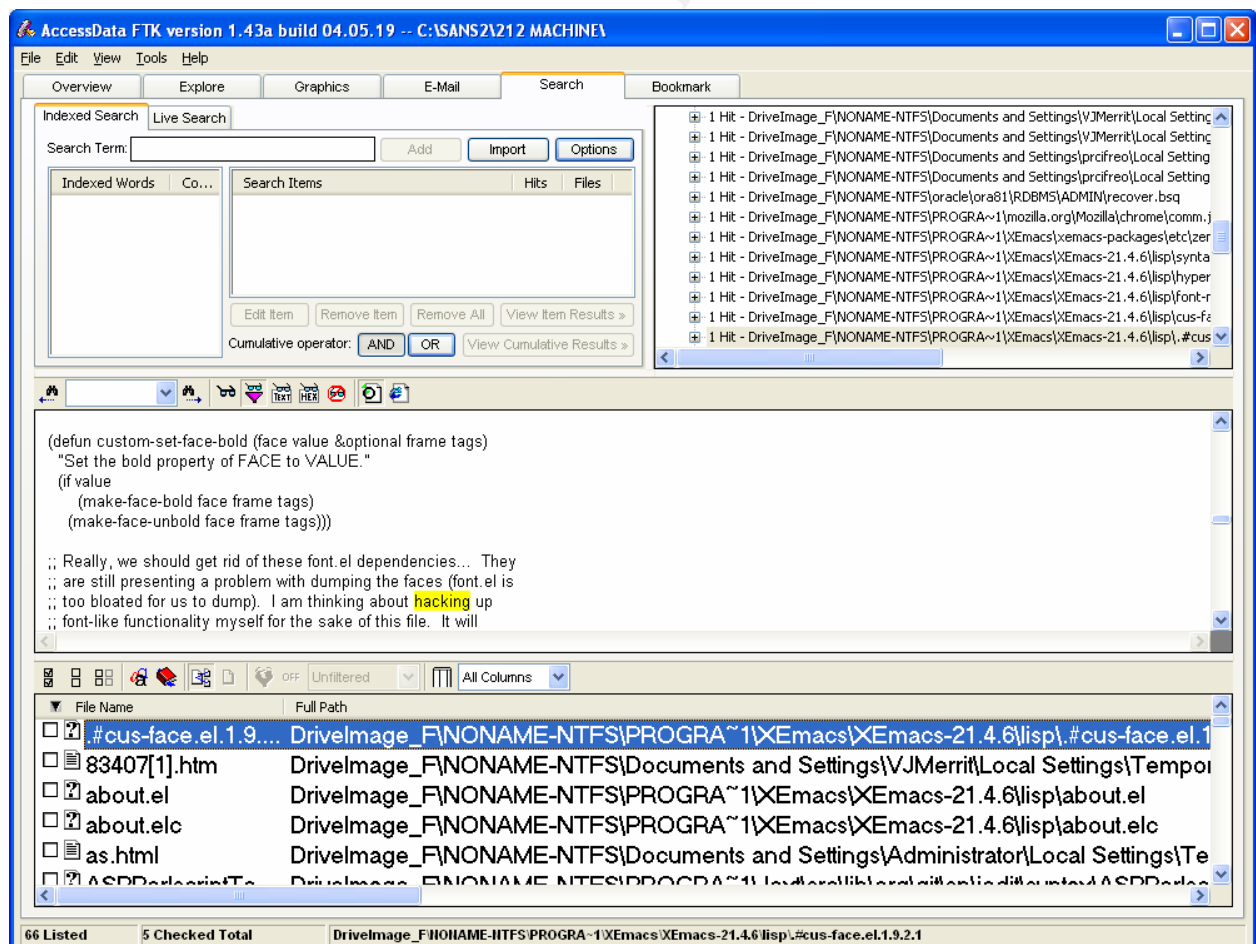 AccessData FTK version 1.43a build 04.05.19 -- C:\SANS2\212 MACHINE\
File Edit View Tools Help
Overview Explore Graphics E-Mail Search Bookmark
Indexed Search Live Search
Search Term: Add Import Options
Indexed Words Co... Search Items Hits Files
Edit Item Remove Item Remove All View Item Results »
Cumulative operator: AND OR View Cumulative Results »
1 Hit - DriveImage_F\NONAME-NTFS\Documents and Settings\VJMerrit\Local Setting
1 Hit - DriveImage_F\NONAME-NTFS\Documents and Settings\VJMerrit\Local Setting
1 Hit - DriveImage_F\NONAME-NTFS\Documents and Settings\prcifreo\Local Setting
1 Hit - DriveImage_F\NONAME-NTFS\Documents and Settings\prcifreo\Local Setting
1 Hit - DriveImage_F\NONAME-NTFS\oracle\ora81\RDBMS\ADMIN\recover.bsq
1 Hit - DriveImage_F\NONAME-NTFS\PROGRA~1\mozilla.org\Mozilla\chrome\comm.j
1 Hit - DriveImage_F\NONAME-NTFS\PROGRA~1\XEmacs\xemacs-packages\etc\zer
1 Hit - DriveImage_F\NONAME-NTFS\PROGRA~1\XEmacs\XEmacs-21.4.6\lisp\synta
1 Hit - DriveImage_F\NONAME-NTFS\PROGRA~1\XEmacs\XEmacs-21.4.6\lisp\hyper
1 Hit - DriveImage_F\NONAME-NTFS\PROGRA~1\XEmacs\XEmacs-21.4.6\lisp\font-r
1 Hit - DriveImage_F\NONAME-NTFS\PROGRA~1\XEmacs\XEmacs-21.4.6\lisp\cus-fa
1 Hit - DriveImage_F\NONAME-NTFS\PROGRA~1\XEmacs\XEmacs-21.4.6\lisp\.#cus
TEXT HEX
(defun custom-set-face-bold (face value &optional frame tags)
"Set the bold property of FACE to VALUE."
(if value
(make-face-bold face frame tags)
(make-face-unbold face frame tags)))
;; Really, we should get rid of these font.el dependencies... They
;; are still presenting a problem with dumping the faces (font.el is
;; too bloated for us to dump). I am thinking about hacking up
;; font-like functionality myself for the sake of this file. It will
OFF Unfiltered All Columns
File Name Full Path
.#cus-face.el.1.9.... DriveImage_F\NONAME-NTFS\PROGRA~1\XEmacs\XEmacs-21.4.6\lisp\.#cus-face.el.1
83407[1].htm DriveImage_F\NONAME-NTFS\Documents and Settings\VJMerrit\Local Settings\Tempor
about.el DriveImage_F\NONAME-NTFS\PROGRA~1\XEmacs\XEmacs-21.4.6\lisp\about.el
about.elc DriveImage_F\NONAME-NTFS\PROGRA~1\XEmacs\XEmacs-21.4.6\lisp\about.elc
as.html DriveImage_F\NONAME-NTFS\Documents and Settings\Administrator\Local Settings\Te
66 Listed 5 Checked Total DriveImage_F\NONAME-NTFS\PROGRA~1\XEmacs\XEmacs-21.4.6\lisp\.#cus-face.el.1.9.2.1